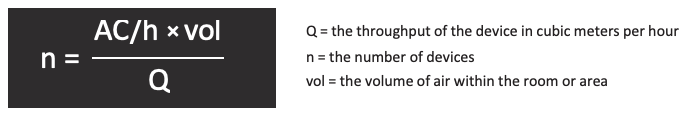 n = AC/h × vol
Q
Q = the throughput of the device in cubic meters per hour
n = the number of devices
vol = the volume of air within the room or area